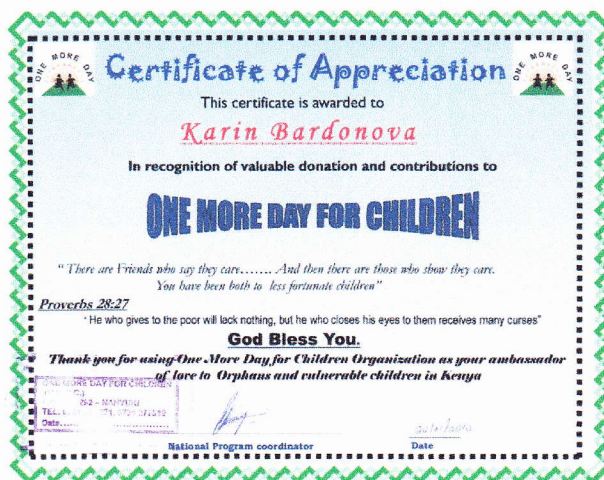 ONE MORE DAY
Certificate of Appreciation
ONE MORE DAY
This certificate is awarded to
Karin Bardonova
In recognition of valuable donation and contributions to
ONE MORE DAY FOR CHILDREN
" There are Friends who say they care....... And then there are those who show they care.
You have been both to less fortunate children"
Proverbs 28:27
" He who gives to the poor will lack nothing, but he who closes his eyes to them receives many curses"
God Bless You.
Thank you for using One More Day for Children Organization as your ambassador
of love to Orphans and vulnerable children in Kenya
ONE MORE DAY FOR CHILDREN
NANYUKI
TEL.
Date
National Program coordinator
Date